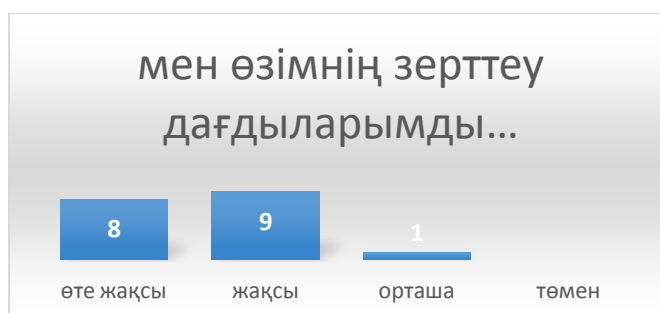 мен өзімнің зерттеу
дағдыларымды...
8 9 1
өте жақсы жақсы орташа төмен